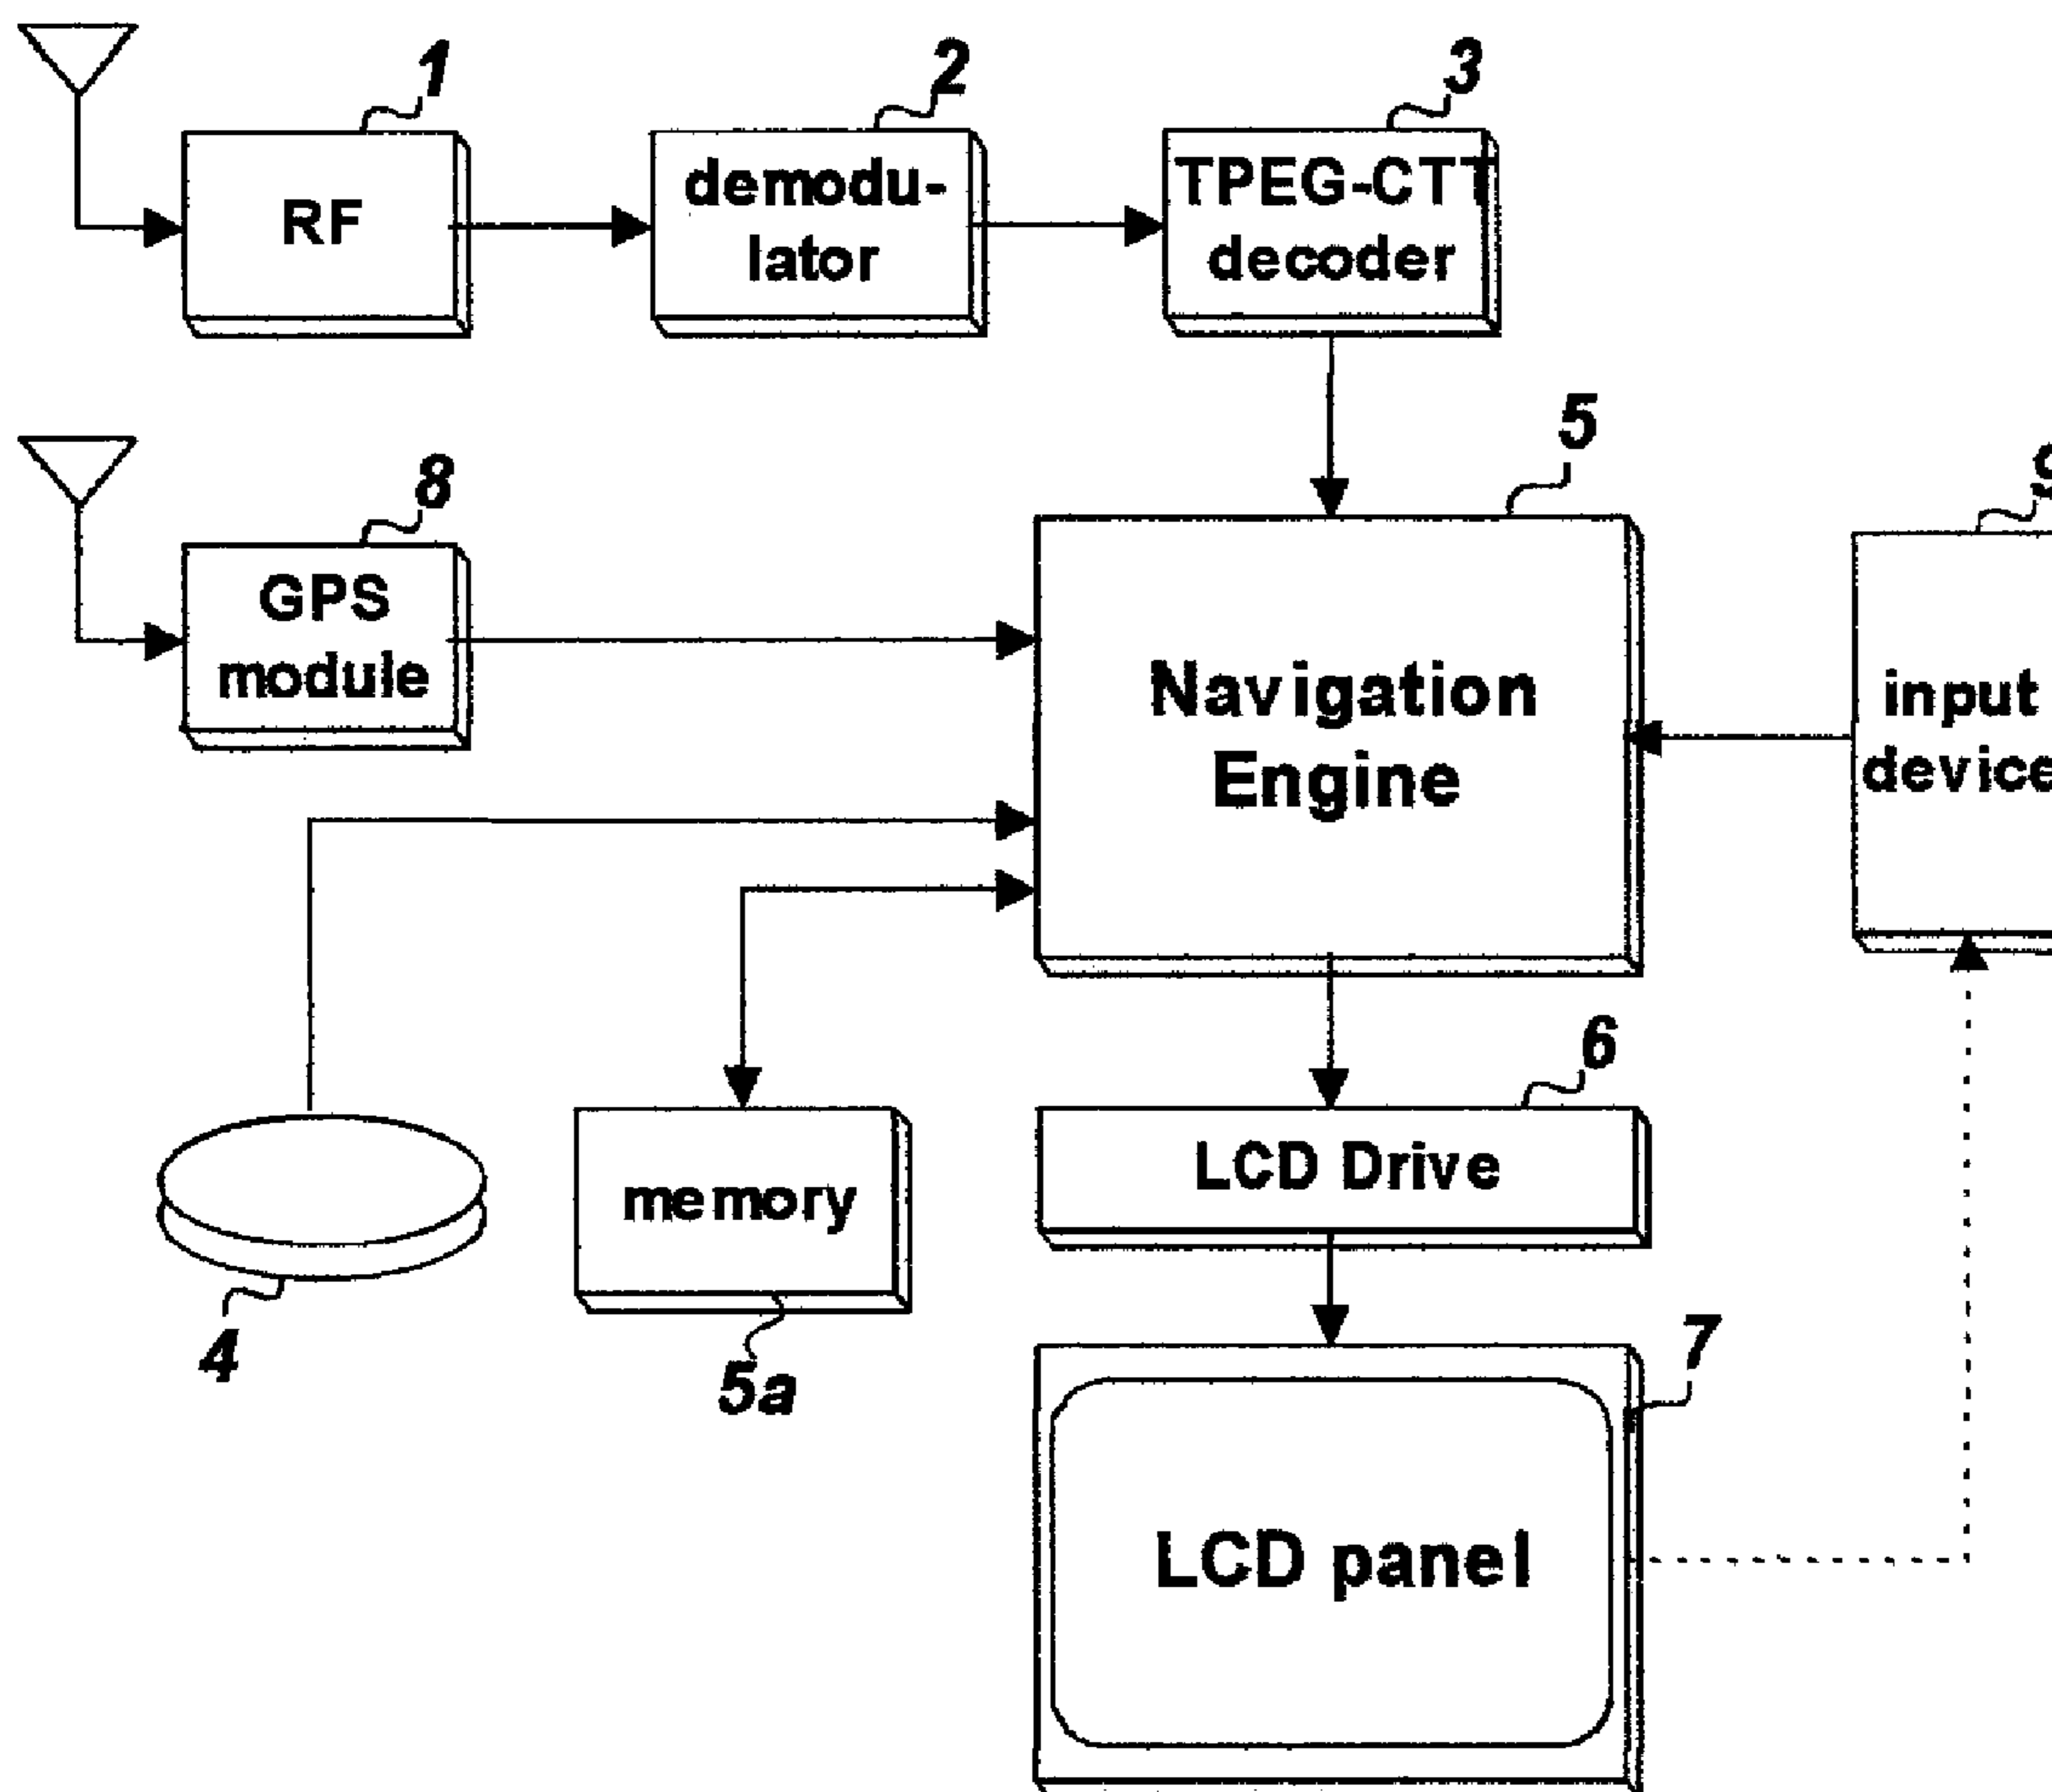 1
2
3
RF
demodu-
lator
TPEG-CTT
decoder
5
8
9
GPS
module
Navigation
Engine
input
device
6
LCD Drive
memory
4
5a
7
LCD panel